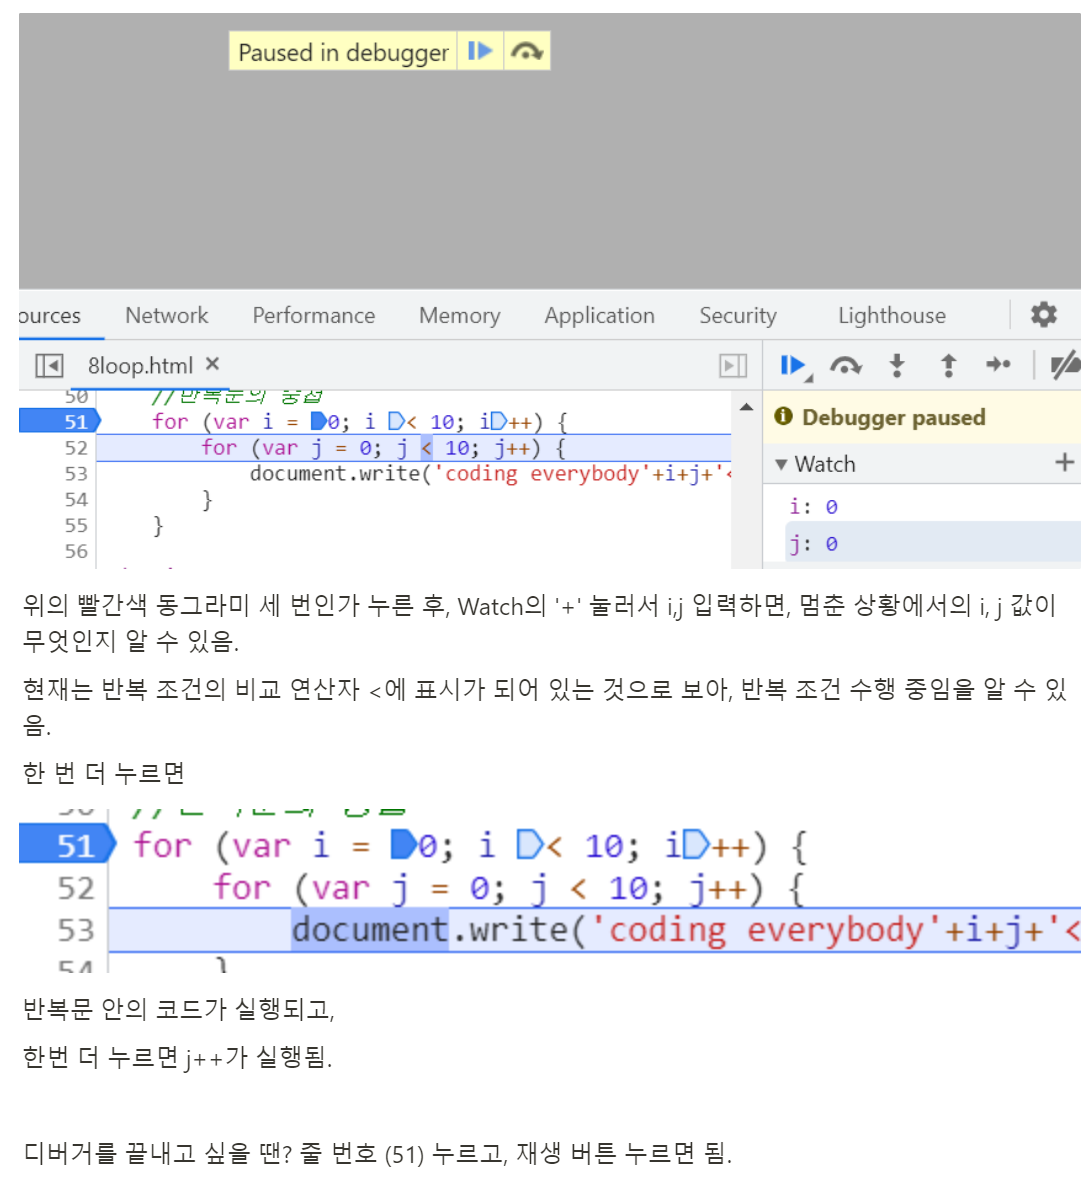 Paused in debugger
ources Network Performance Memory Application Security Lighthouse
8loop.html ×
50 //반복문의 중첩
51 for (var i = 0; i < 10; i++) {
52 for (var j = 0; j < 10; j++) {
53 document.write('coding everybody'+i+j+'<
54 }
55 }
56
Debugger paused
Watch +
i: 0
j: 0
위의 빨간색 동그라미 세 번인가 누른 후, Watch의 '+' 눌러서 i,j 입력하면, 멈춘 상황에서의 i, j 값이
무엇인지 알 수 있음.
현재는 반복 조건의 비교 연산자 <에 표시가 되어 있는 것으로 보아, 반복 조건 수행 중임을 알 수 있
음.
한 번 더 누르면
51 for (var i = 0; i < 10; i++) {
52 for (var j = 0; j < 10; j++) {
53 document.write('coding everybody'+i+j+'<
54 }
반복문 안의 코드가 실행되고,
한번 더 누르면 j++가 실행됨.
디버거를 끝내고 싶을 땐? 줄 번호 (51) 누르고, 재생 버튼 누르면 됨.